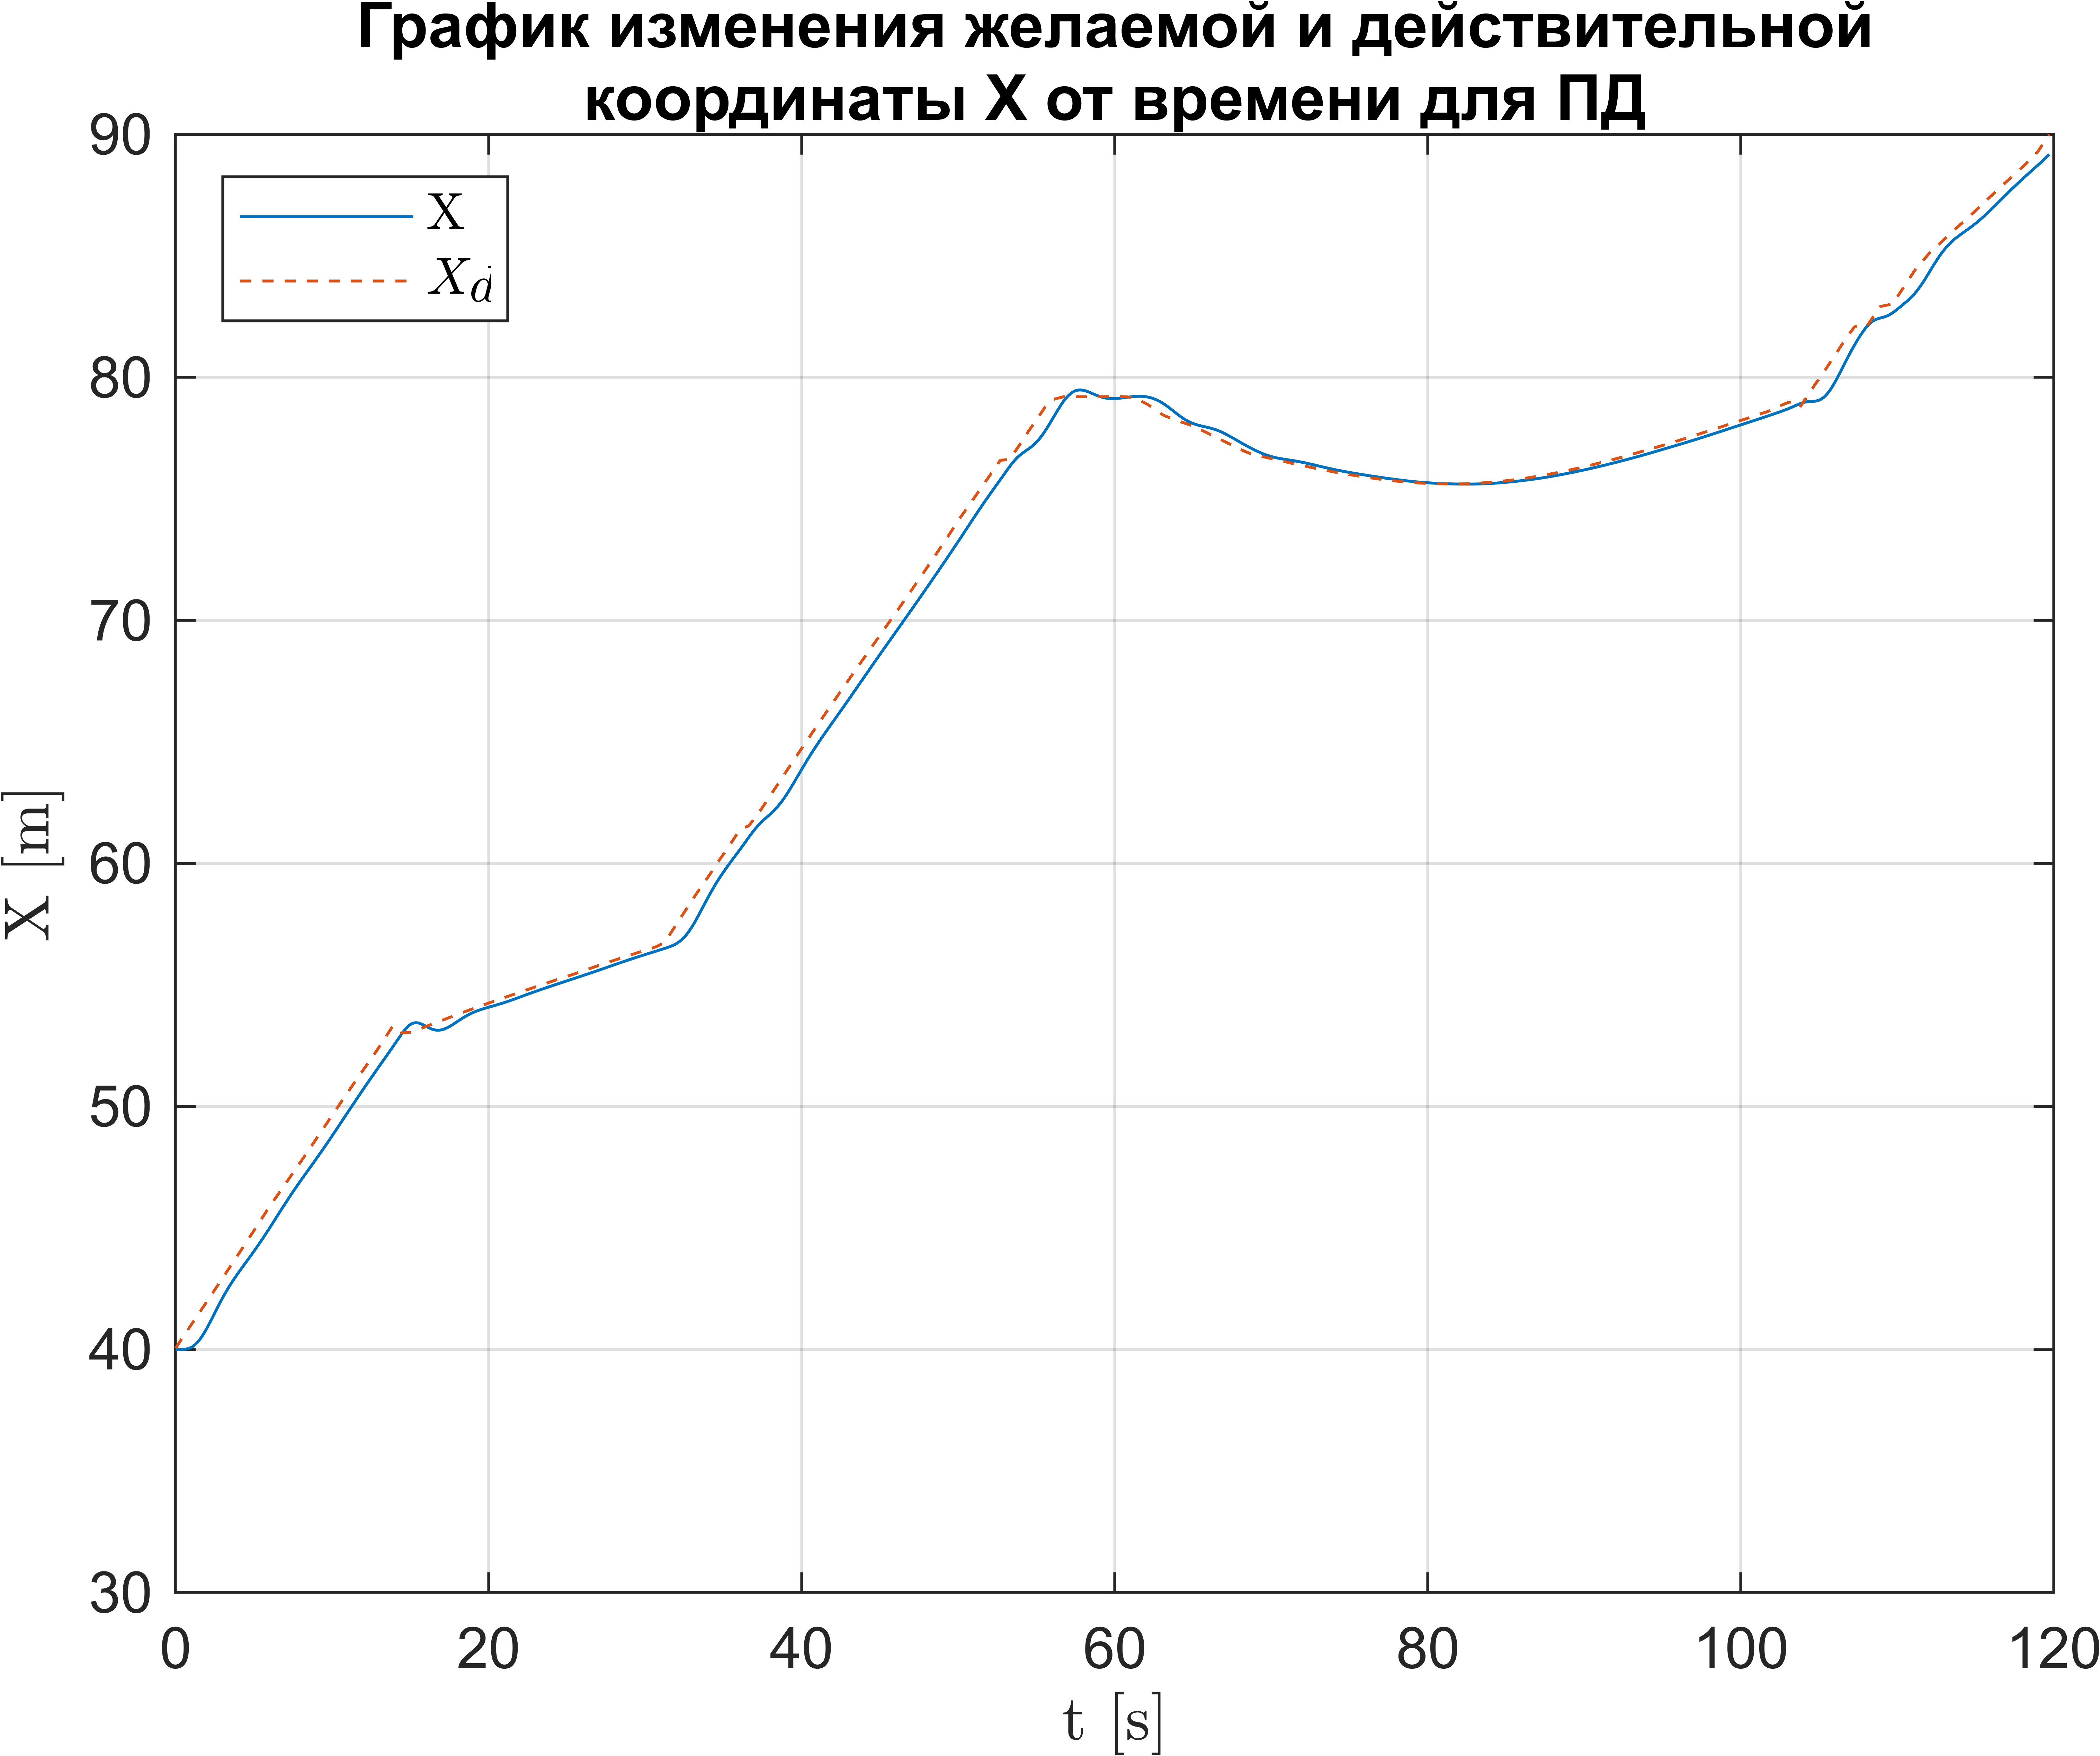 График изменения желаемой и действительной
координаты X от времени для ПД
90
80
70
60
50
40
30
X
X_d
X [m]
0 20 40 60 80 100 120
t [s]